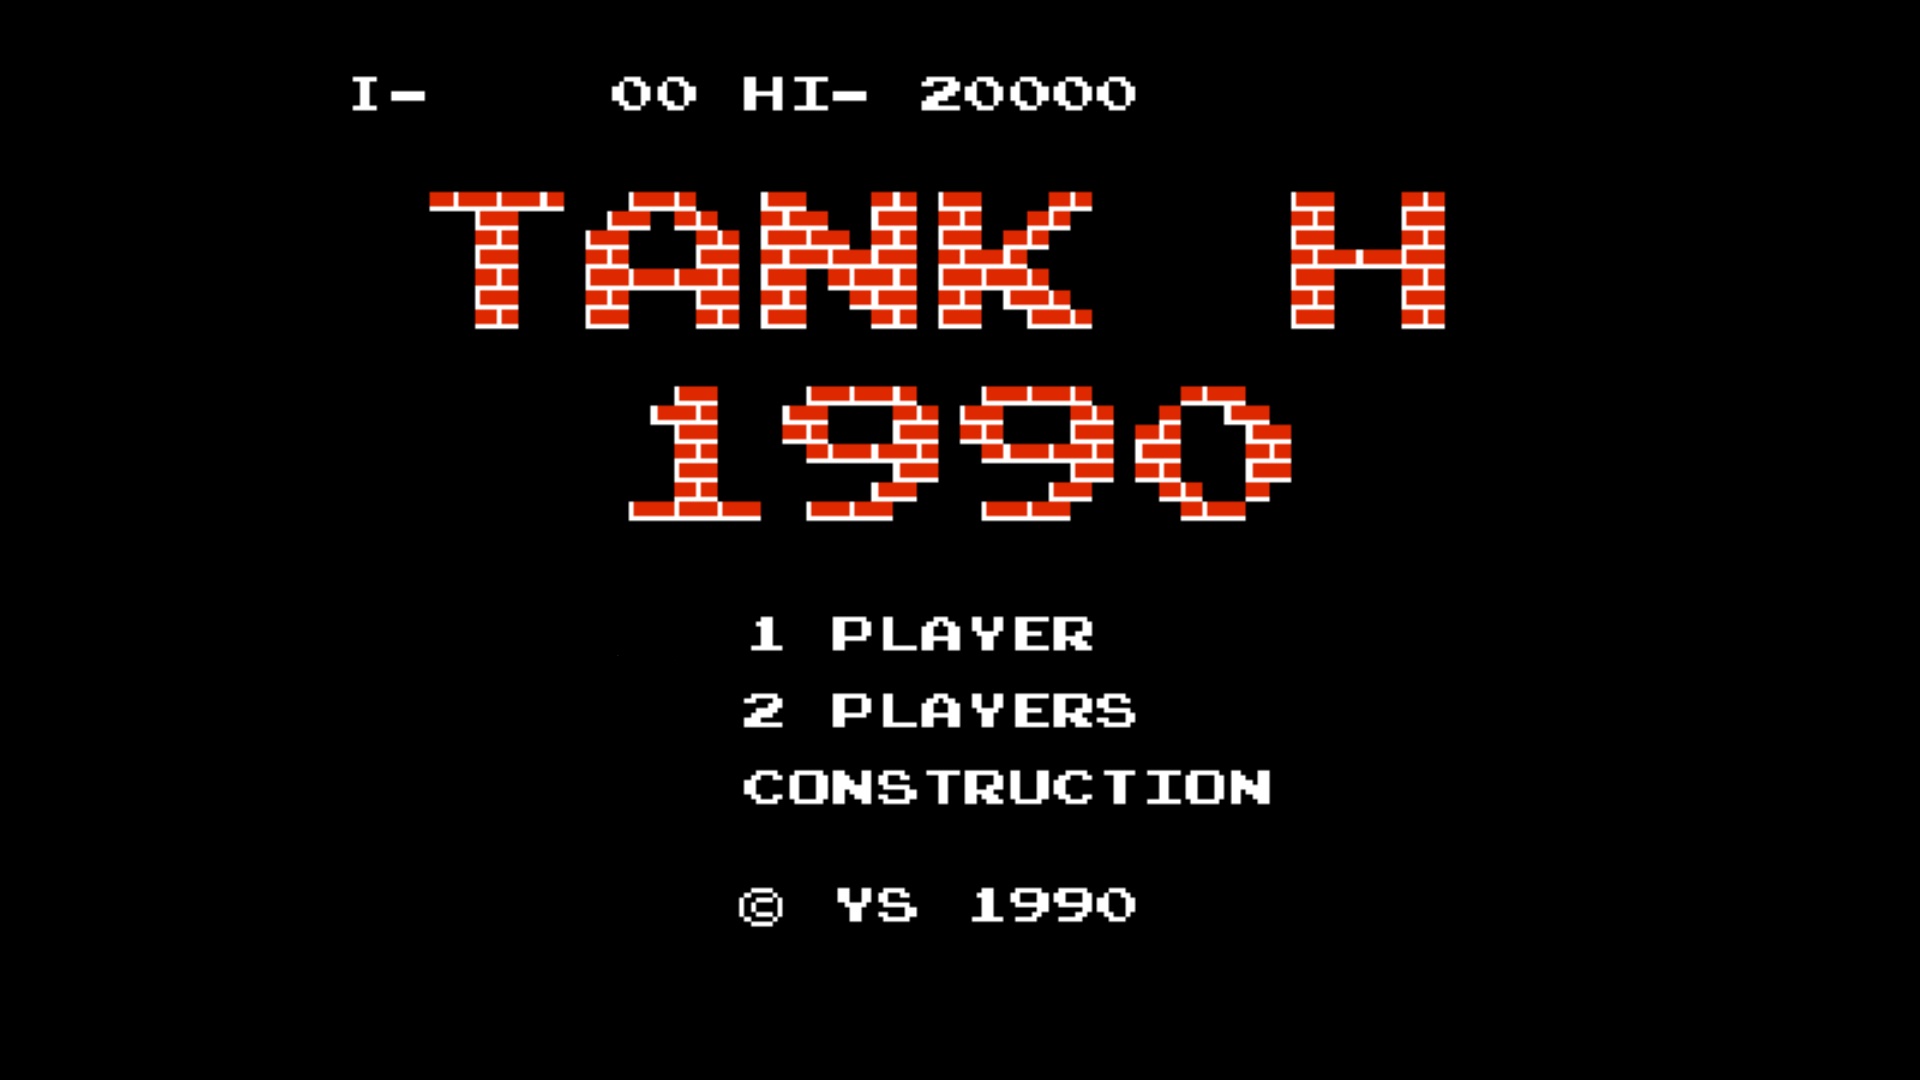 I-    00 HI- 20000
TANK H
1990
1 PLAYER
2 PLAYERS
CONSTRUCTION
© YS 1990